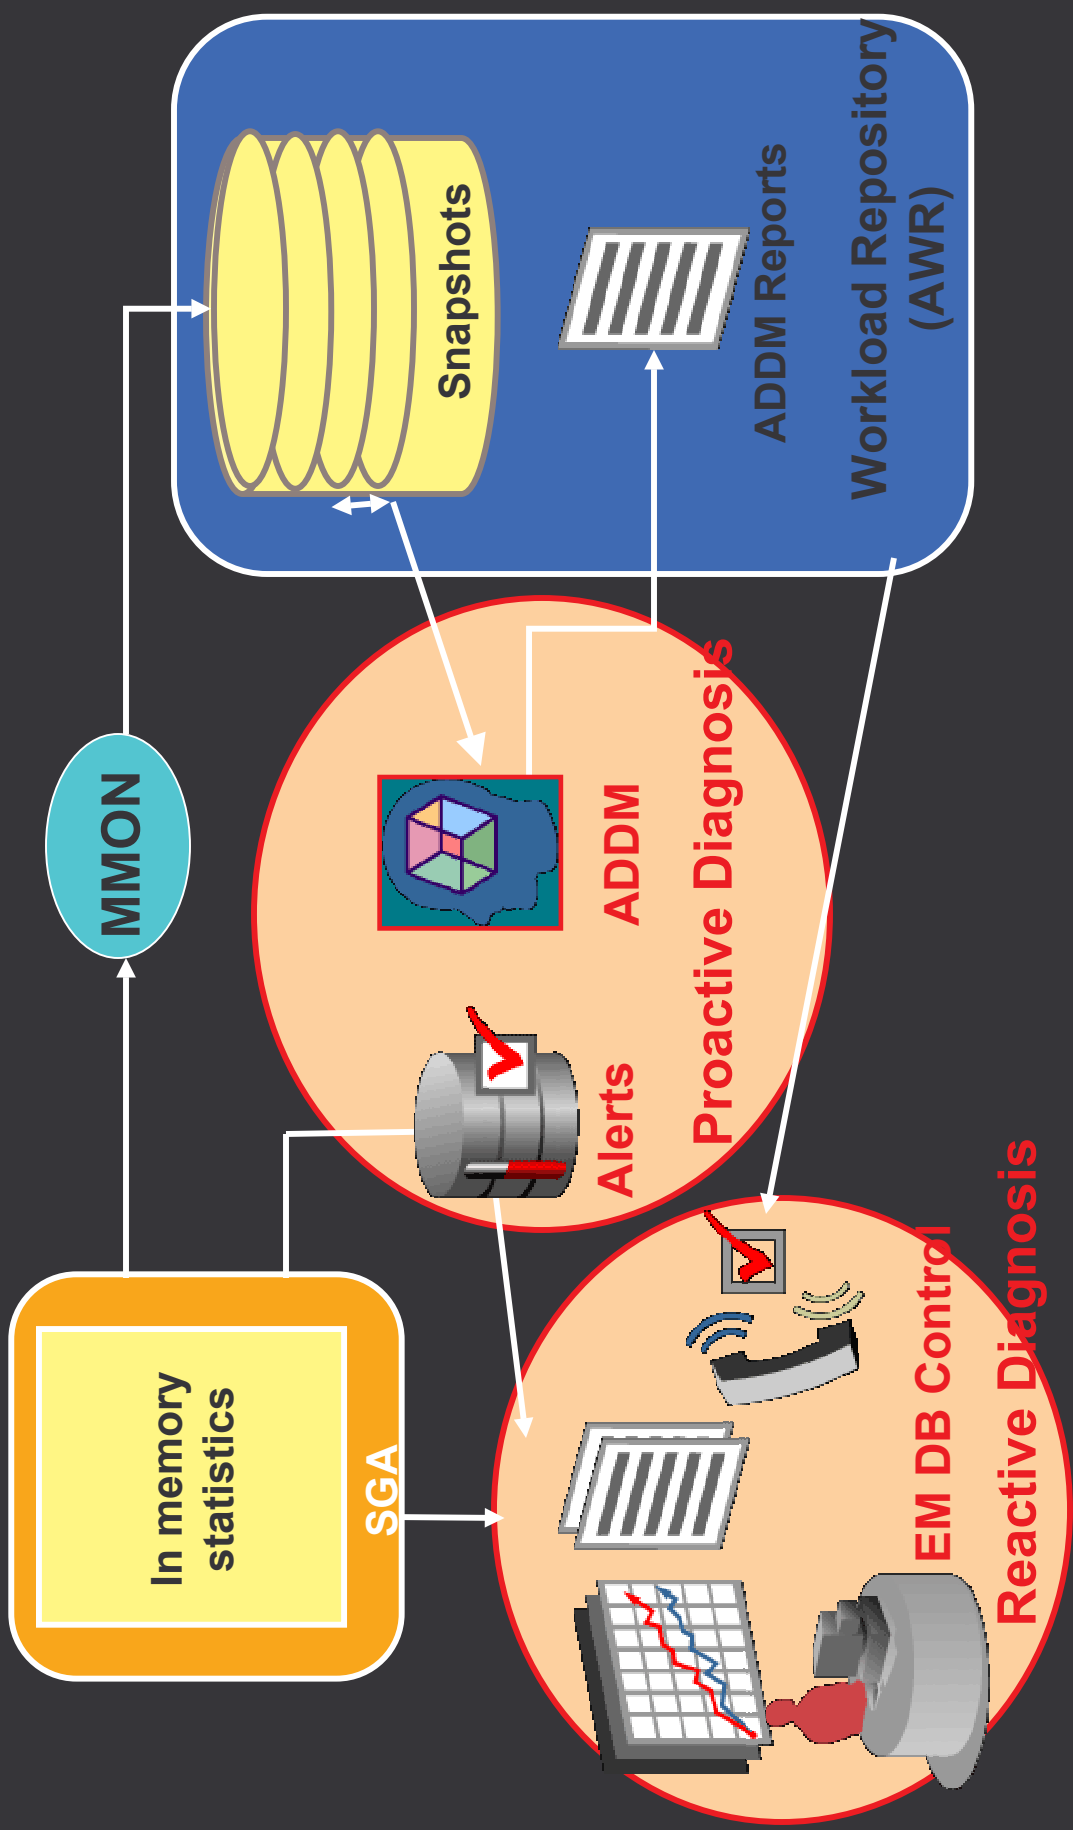 In memory
statistics
SGA
MMON
Snapshots
ADDM Reports
Workload Repository
(AWR)
Alerts
ADDM
Proactive Diagnosis
EM DB Control
Reactive Diagnosis